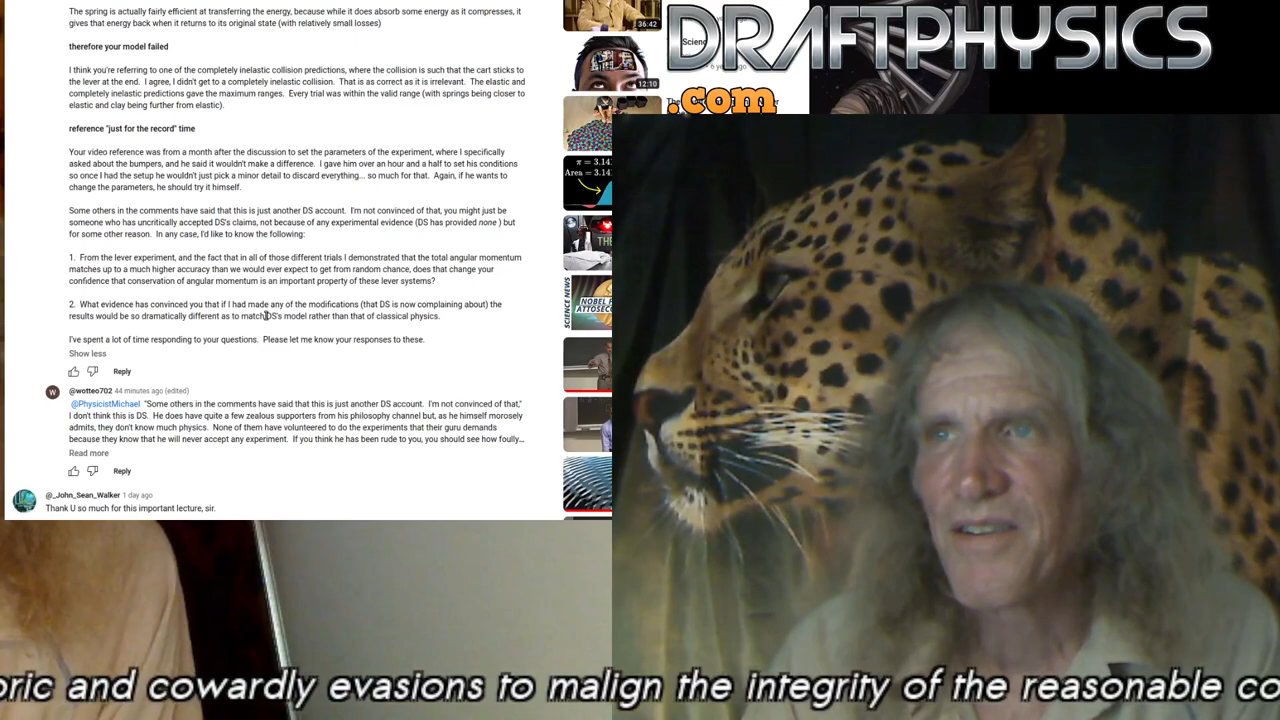 The spring is actually fairly efficient at transferring the energy, because while it does absorb some energy as it compresses, it
gives that energy back when it returns to its original state (with relatively small losses)
therefore your model failed
I think you're referring to one of the completely inelastic collision predictions, where the collision is such that the cart sticks to
the lever at the end. I agree, I didn't get to a completely inelastic collision. That is as correct as it is irrelevant. The elastic and
completely inelastic predictions gave the maximum ranges. Every trial was within the valid range (with springs being closer to
elastic and clay being further from elastic).
reference "just for the record" time
Your video reference was from a month after the discussion to set the parameters of the experiment, where I specifically
asked about the bumpers, and he said it wouldn't make a difference. I gave him over an hour and a half to set his conditions
so once I had the setup he wouldn't just pick a minor detail to discard everything... so much for that. Again, if he wants to
change the parameters, he should try it himself.
Some others in the comments have said that this is just another DS account. I'm not convinced of that, you might just be
someone who has uncritically accepted DS's claims, not because of any experimental evidence (DS has provided none ) but
for some other reason. In any case, I'd like to know the following:
1. From the lever experiment, and the fact that in all of those different trials I demonstrated that the total angular momentum
matches up to a much higher accuracy than we would ever expect to get from random chance, does that change your
confidence that conservation of angular momentum is an important property of these lever systems?
2. What evidence has convinced you that if I had made any of the modifications (that DS is now complaining about) the
results would be so dramatically different as to match DS's model rather than that of classical physics.
I've spent a lot of time responding to your questions. Please let me know your responses to these.
Show less
Reply
W
@wotteo702 44 minutes ago (edited)
@PhysicistMichael "Some others in the comments have said that this is just another DS account. I'm not convinced of that,"
I don't think this is DS. He does have quite a few zealous supporters from his philosophy channel but, as he himself morosely
admits, they don't know much physics. None of them have volunteered to do the experiments that their guru demands
because they know that he will never accept any experiment. If you think he has been rude to you, you should see how foully...
Read more
Reply
@_John_Sean_Walker 1 day ago
Thank U so much for this important lecture, sir.
36:42
12:10
π = 3.141
Area = 3.14
THE
SCIENCE NEWS
NOBEL
ATTOSEC
Scienc
DRAFTPHYSICS
.com
oric and cowardly evasions to malign the integrity of the reasonable co